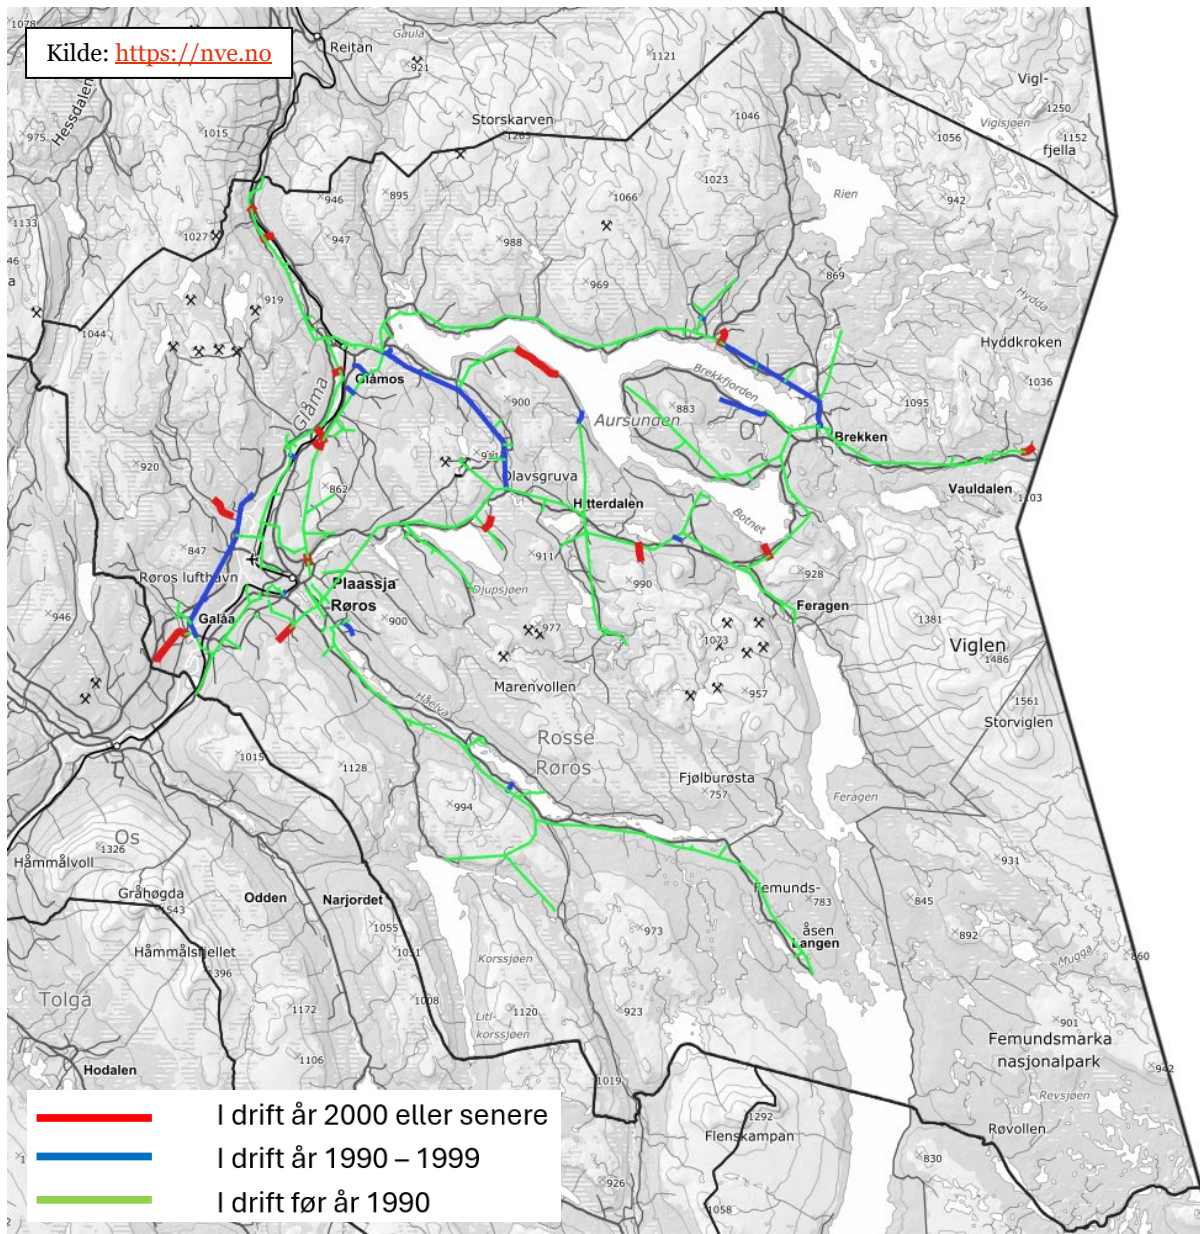 1078
Kilde: https://nve.no
Reitan
Gaula
921
1121
Hessdalen
975
1015
Storskarven
1265
1046
Vigl-
1250
Viglsjøen
1056
1152
fjella
1133
1027
946
895
1066
1023
Rien
942
947
988
969
869
46
a
919
Hydda
1044
Hyddkroken
Glåmos
Glåma
900
Brekkfjorden
883
Aursunden
1036
1095
Brekken
920
911
Olavsgruva
862
Hitterdalen
Vauldalen
1103
Botnet
847
Røros lufthavn
911
990
928
Djupsjøen
Plaassja
Røros
946
Galåa
900
977
Feragen
1381
1073
Viglen
1486
Marenvollen
957
Håelva
1561
Storviglen
Rosse
Røros
1015
1128
Fjølburøsta
757
Feragen
994
Os
1326
Håmmålvoll
931
Gråhøgda
1543
Odden
Narjordet
Femunds-
783
845
åsen
Langen
1055
973
892
Håmmålsfjellet
1051
1396
Korssjøen
Mugga
860
Tolga
1172
1008
Litl-
korssjøen
1120
923
901
Femundsmarka
nasjonalpark
1106
942
Hodalen
1019
Revsjøen
I drift år 2000 eller senere
1292
Flenskampan
Røvollen
I drift år 1990 – 1999
830
926
I drift før år 1990
1058